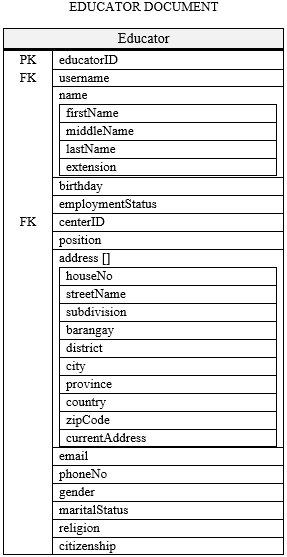 EDUCATOR DOCUMENT
Educator
PK educatorID
FK username
name
firstName
middleName
lastName
extension
birthday
employmentStatus
FK centerID
position
address []
houseNo
streetName
subdivision
barangay
district
city
province
country
zipCode
currentAddress
email
phoneNo
gender
maritalStatus
religion
citizenship